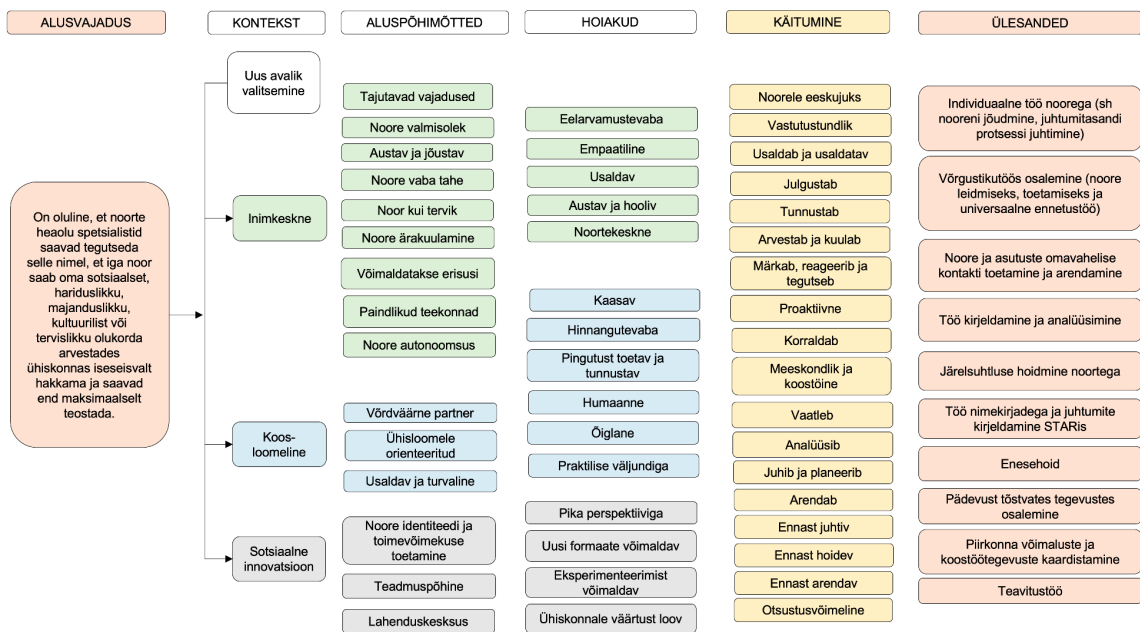 ALUSVAJADUS
KONTEKST
ALUSPÕHIMÕTTED
HOIAKUD
KÄITUMINE
ÜLESANDED
On oluline, et noorte
heaolu spetsialistid
saavad tegutseda
selle nimel, et iga noor
saab oma sotsiaalset,
hariduslikku,
majanduslikku,
kultuurilist või
tervislikku olukorda
arvestades
ühiskonnas iseseisvalt
hakkama ja saavad
end maksimaalselt
teostada.
Uus avalik
valitsemine
Inimkeskne
Koos-
loomeline
Sotsiaalne
innovatsioon
Tajutavad vajadused
Noore valmisolek
Austav ja jõustav
Noore vaba tahe
Noor kui tervik
Noore ärakuulamine
Võimaldatakse erisusi
Paindlikud teekonnad
Noore autonoomsus
Võrdväärne partner
Ühisloomele
orienteeritud
Usaldav ja turvaline
Noore identiteedi ja
toimevõimekuse
toetamine
Teadmuspõhine
Lahenduskesksus
Eelarvamustevaba
Empaatiline
Usaldav
Austav ja hooliv
Noortekeskne
Kaasav
Hinnangutevaba
Pingutust toetav ja
tunnustav
Humaanne
Õiglane
Praktilise väljundiga
Pika perspektiiviga
Uusi formaate võimaldav
Eksperimenteerimist
võimaldav
Ühiskonnale väärtust loov
Noorele eeskujuks
Vastutustundlik
Usaldab ja usaldatav
Julgustab
Tunnustab
Arvestab ja kuulab
Märkab, reageerib ja
tegutseb
Proaktiivne
Korraldab
Meeskondlik ja
koostöine
Vaatleb
Analüüsib
Juhib ja planeerib
Arendab
Ennast juhtiv
Ennast hoidev
Ennast arendav
Otsustusvõimeline
Individuaalne töö noorega (sh
nooreni jõudmine, juhtumitasandi
protsessi juhtimine)
Võrgustikutöös osalemine (noore
leidmiseks, toetamiseks ja
universaalne ennetustöö)
Noore ja asutuste omavahelise
kontakti toetamine ja arendamine
Töö kirjeldamine ja analüüsimine
Järelsuhtluse hoidmine noortega
Töö nimekirjadega ja juhtumite
kirjeldamine STARis
Enesehoid
Pädevust tõstvates tegevustes
osalemine
Piirkonna võimaluste ja
koostöötegevuste kaardistamine
Teavitustöö